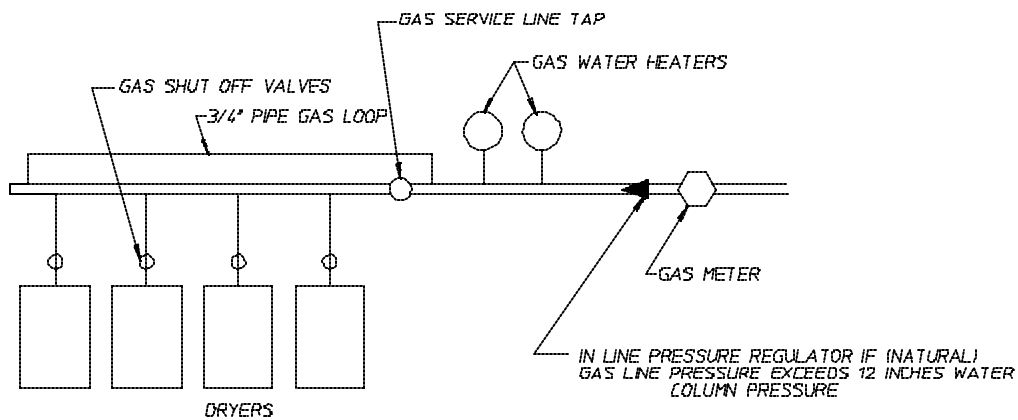 GAS SERVICE LINE TAP
GAS WATER HEATERS
GAS SHUT OFF VALVES
3/4" PIPE GAS LOOP
GAS METER
IN LINE PRESSURE REGULATOR IF (NATURAL)
GAS LINE PRESSURE EXCEEDS 12 INCHES WATER
COLUMN PRESSURE
DRYERS